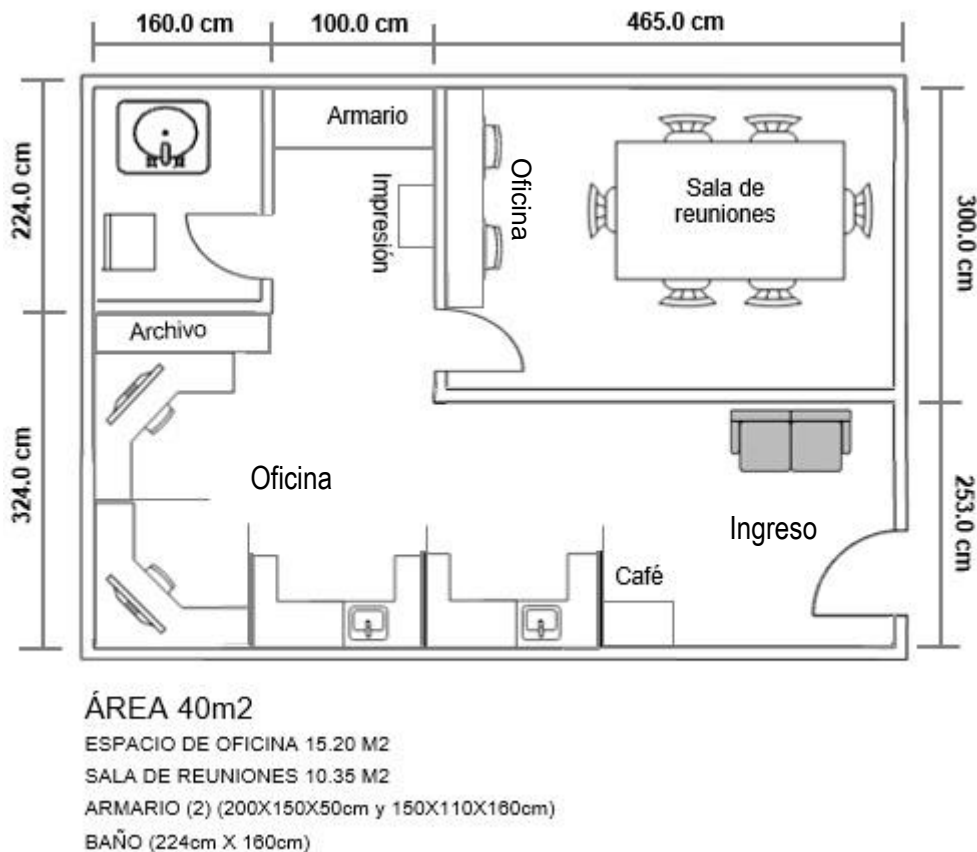 160.0 cm
100.0 cm
465.0 cm
224.0 cm
324.0 cm
300.0 cm
253.0 cm
Armario
Impresión
Oficina
Sala de
reuniones
Archivo
Oficina
Ingreso
Café
ÁREA 40m2
ESPACIO DE OFICINA 15.20 M2
SALA DE REUNIONES 10.35 M2
ARMARIO (2) (200X150X50cm y 150X110X160cm)
BAÑO (224cm X 160cm)